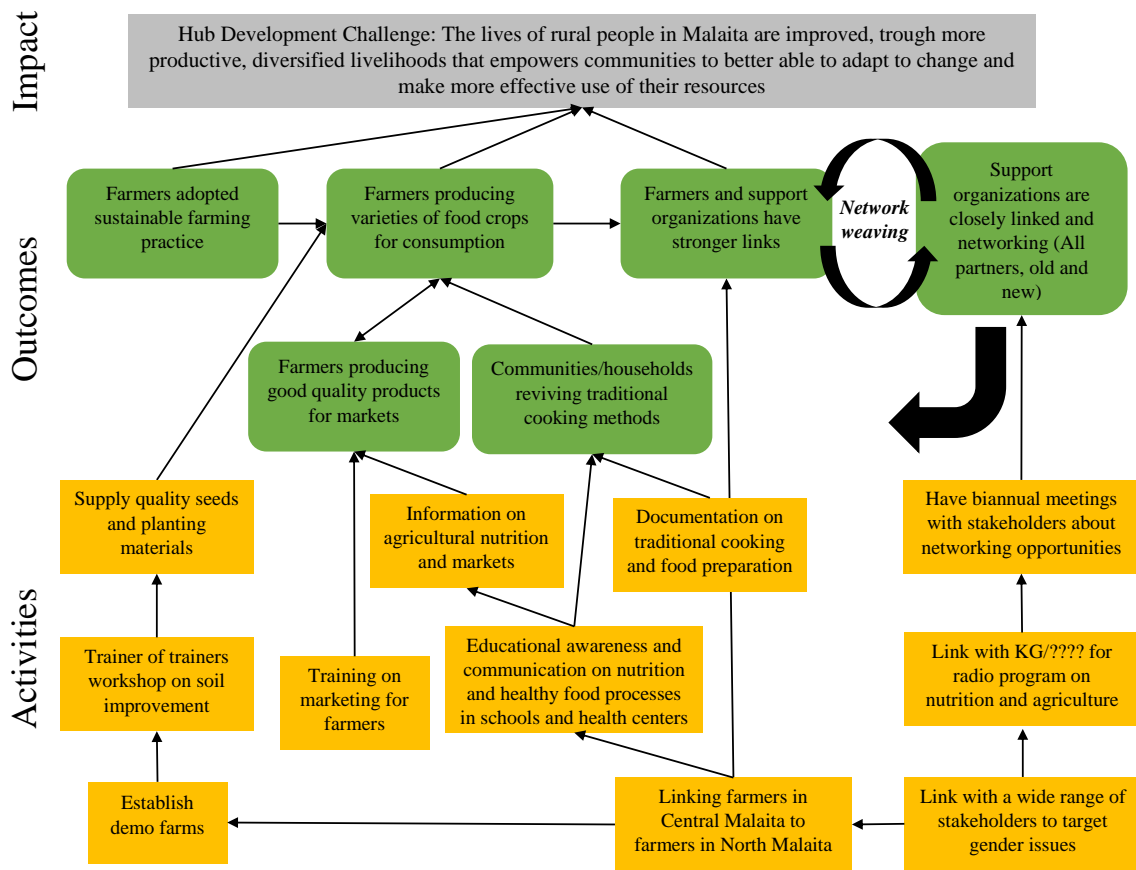 Impact
Hub Development Challenge: The lives of rural people in Malaita are improved, trough more
productive, diversified livelihoods that empowers communities to better able to adapt to change and
make more effective use of their resources
Outcomes
Farmers adopted
sustainable farming
practice
Farmers producing
varieties of food crops
for consumption
Farmers and support
organizations have
stronger links
Network
weaving
Support
organizations are
closely linked and
networking (All
partners, old and
new)
Farmers producing
good quality products
for markets
Communities/households
reviving traditional
cooking methods
Activities
Supply quality seeds
and planting
materials
Information on
agricultural nutrition
and markets
Documentation on
traditional cooking
and food preparation
Have biannual meetings
with stakeholders about
networking opportunities
Trainer of trainers
workshop on soil
improvement
Training on
marketing for
farmers
Educational awareness and
communication on nutrition
and healthy food processes
in schools and health centers
Link with KG/???? for
radio program on
nutrition and agriculture
Establish
demo farms
Linking farmers in
Central Malaita to
farmers in North Malaita
Link with a wide range of
stakeholders to target
gender issues